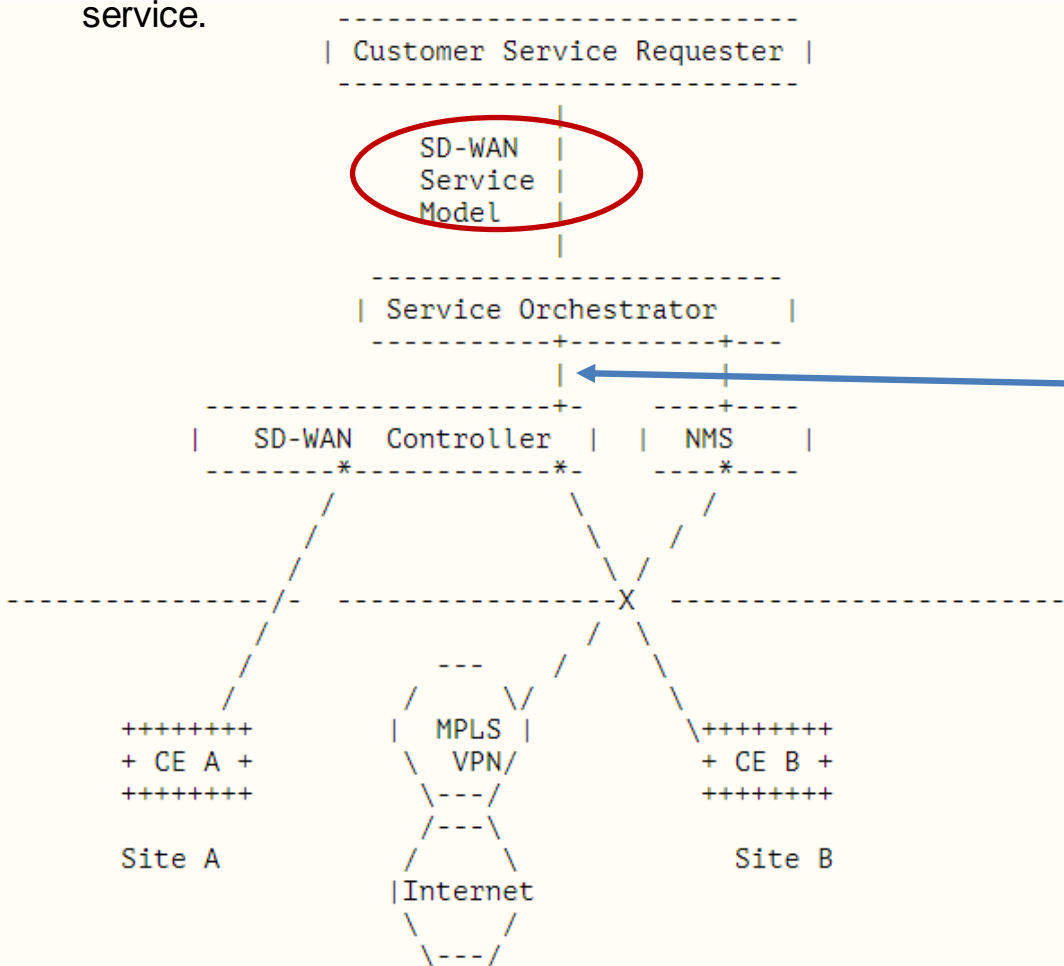 service.
| Customer Service Requester |
SD-WAN |
Service |
Model |
| Service Orchestrator |
| SD-WAN Controller | | NMS |
++++++++ | MPLS | \++++++++
+ CE A + \ VPN/ + CE B +
++++++++ \---/ ++++++++
Site A / \ Site B
|Internet